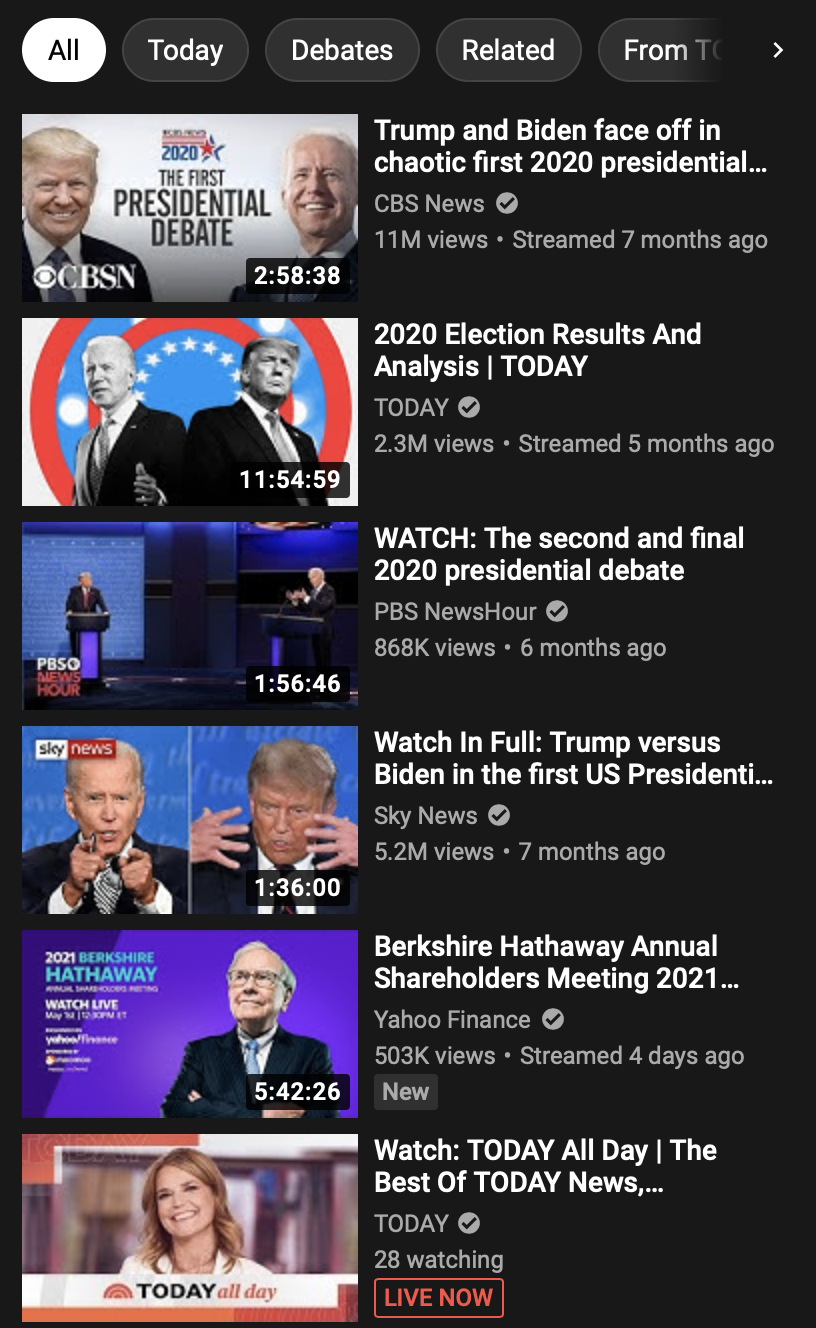 All
Today
Debates
Related
From TO
CBS NEWS
2020
THE FIRST
PRESIDENTIAL
DEBATE
CBSN
2:58:38
Trump and Biden face off in
chaotic first 2020 presidential...
CBS News
11M views • Streamed 7 months ago
11:54:59
2020 Election Results And
Analysis | TODAY
TODAY
2.3M views • Streamed 5 months ago
PBS
NEWS
HOUR
1:56:46
WATCH: The second and final
2020 presidential debate
PBS NewsHour
868K views • 6 months ago
sky news
1:36:00
Watch In Full: Trump versus
Biden in the first US Presidenti...
Sky News
5.2M views • 7 months ago
2021 BERKSHIRE
HATHAWAY
ANNUAL SHAREHOLDERS MEETING
WATCH LIVE
May 1st | 12:30PM ET
yahoo/finance
5:42:26
Berkshire Hathaway Annual
Shareholders Meeting 2021...
Yahoo Finance
503K views • Streamed 4 days ago
New
TODAY
TODAY all day
Watch: TODAY All Day | The
Best Of TODAY News,...
TODAY
28 watching
LIVE NOW